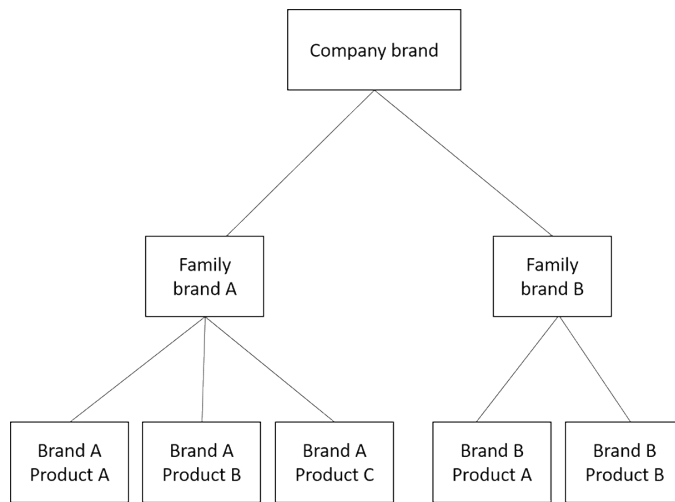 Company brand
Family
brand A
Family
brand B
Brand A
Product A
Brand A
Product B
Brand A
Product C
Brand B
Product A
Brand B
Product B